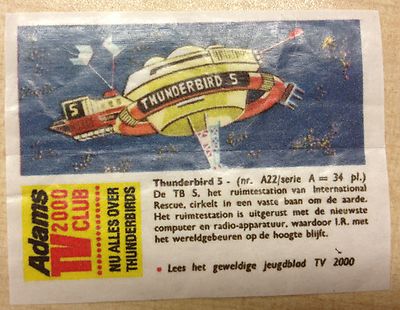 5
THUNDERBIRD 5
Thunderbird 5 - (nr. A22/serie A = 34 pl.)
De TB 5, het ruimtestation van International
Rescue, cirkelt in een vaste baan om de aarde.
Het ruimtestation is uitgerust met de nieuwste
computer en radio-apparatuur, waardoor I.R. met
het wereldgebeuren op de hoogte blijft.
• Lees het geweldige jeugdblad TV 2000
Adams
TV 2000
CLUB
NU ALLES OVER
THUNDERBIRDS